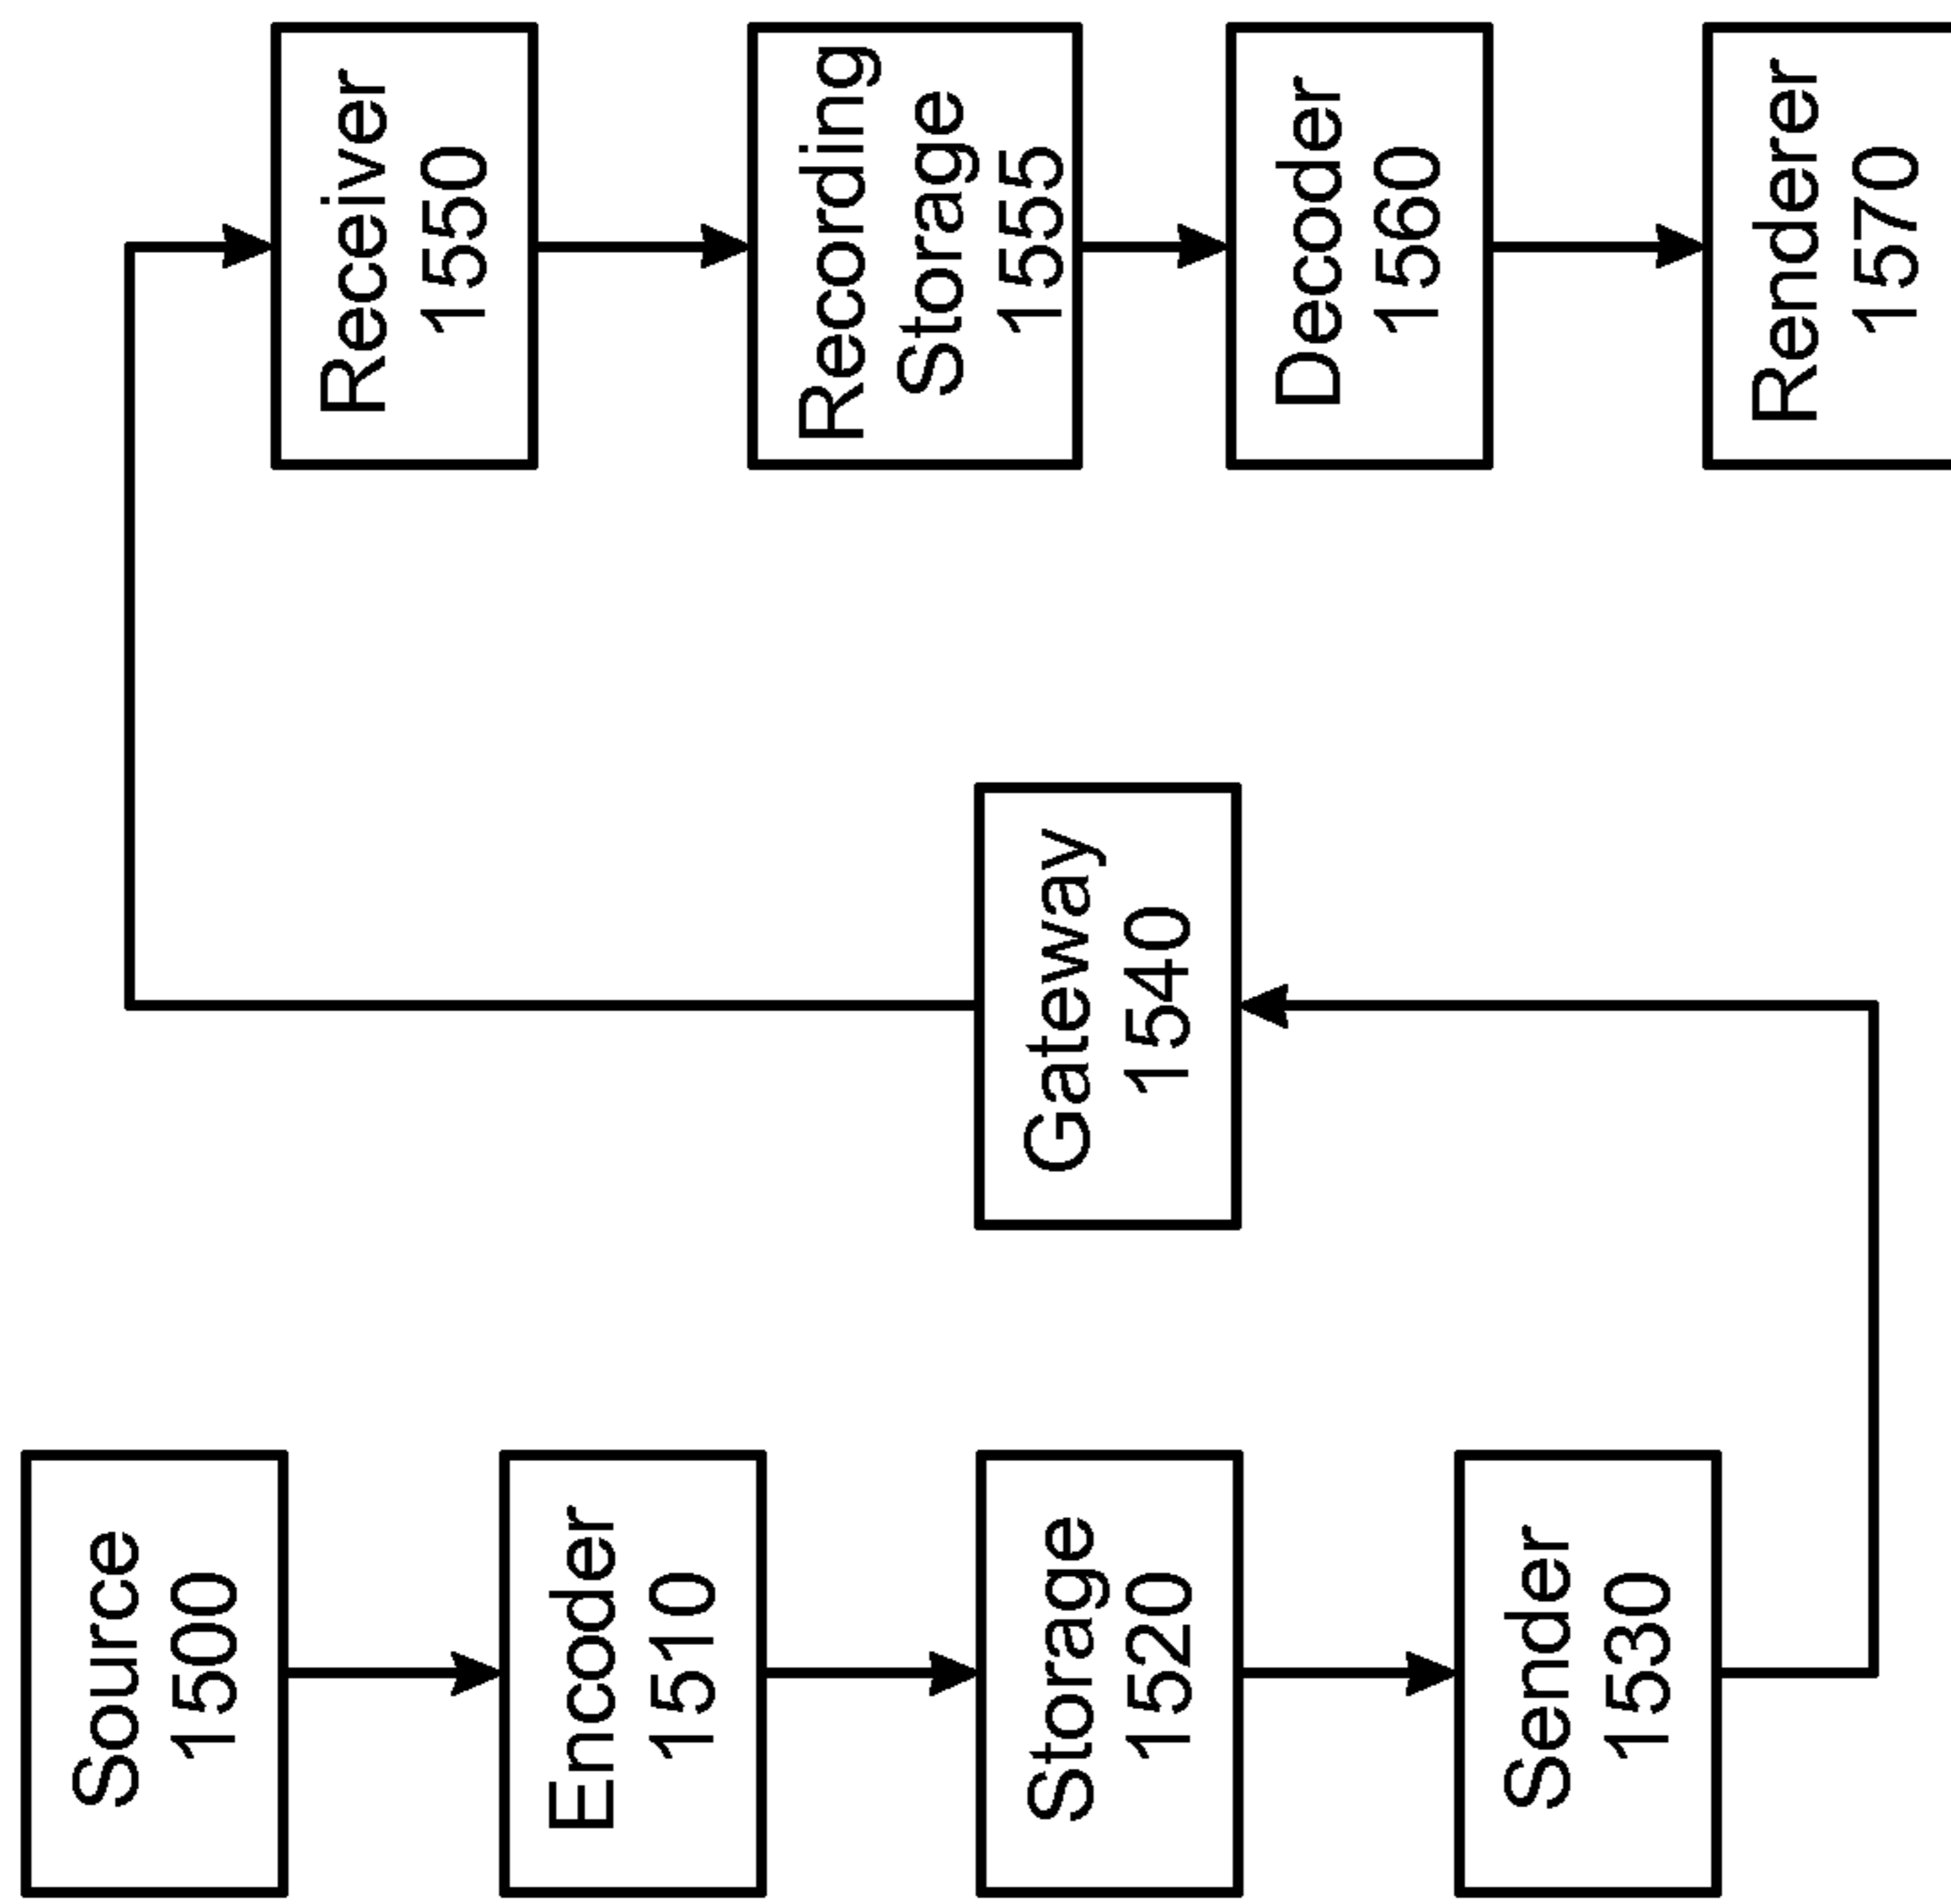 Source
1500
Encoder
1510
Storage
1520
Sender
1530
Gateway
1540
Receiver
1550
Recording
Storage
1555
Decoder
1560
Renderer
1570